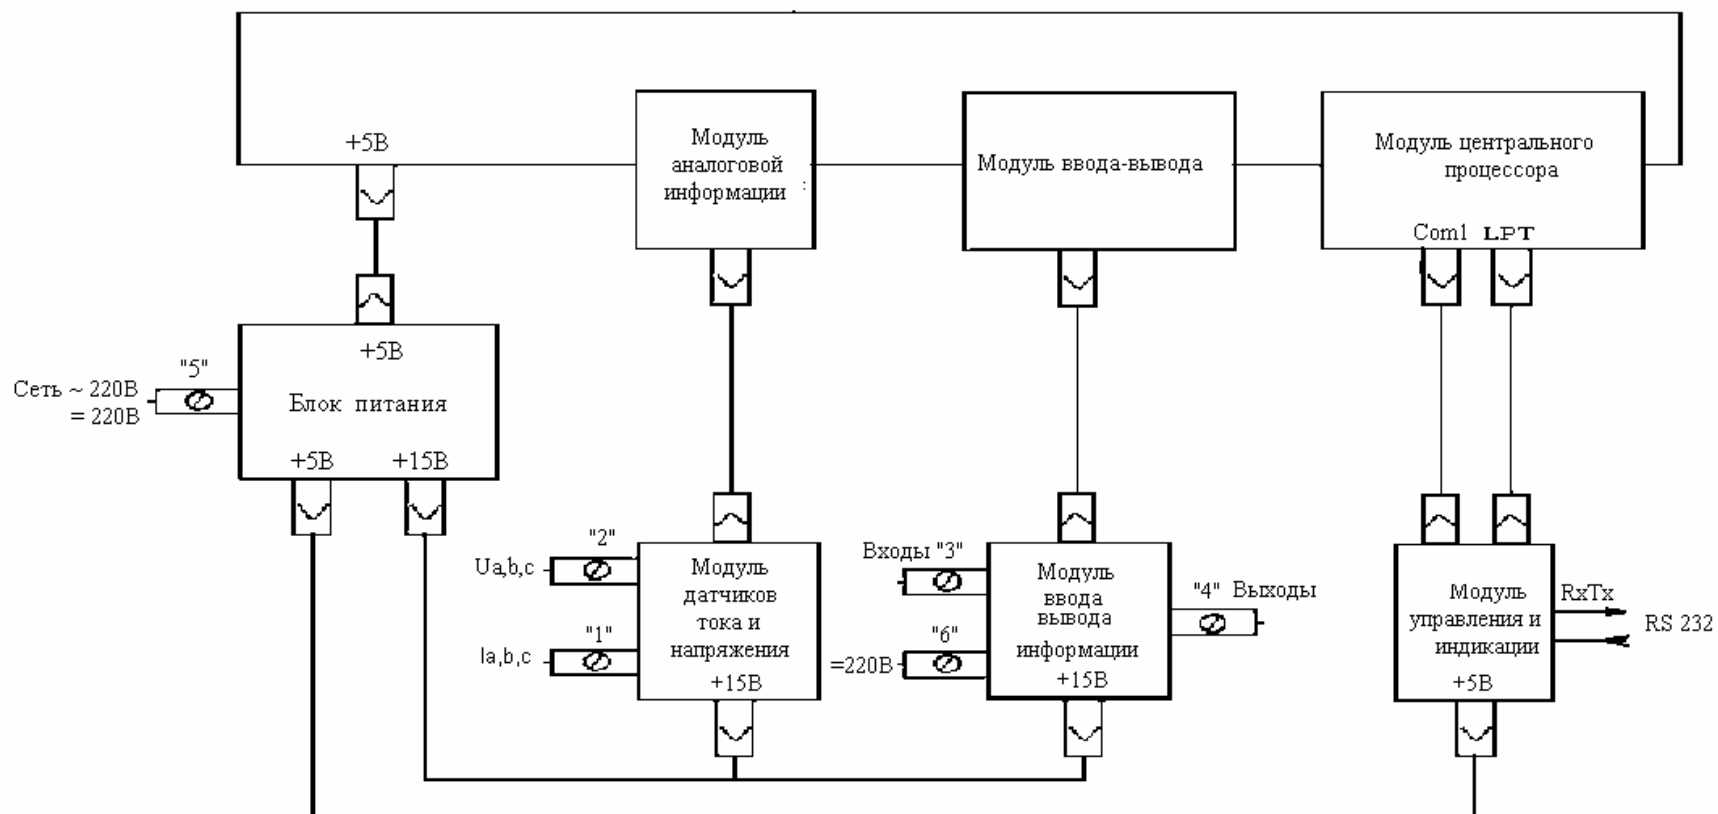 +5В
Модуль
аналоговой
информации
Модуль ввода-вывода
Модуль центрального
процессора
Com1 LPT
+5В
"5"
Сеть ~ 220В
= 220В
Блок питания
+5В +15В
"2"
Ua,b,c
"1"
Ia,b,c
Модуль
датчиков
тока и
напряжения
+15В
Входы "3"
"6"
=220В
Модуль
ввода
вывода
информации
+15В
"4" Выходы
Модуль
управления и
индикации
+5В
RxTx
RS 232